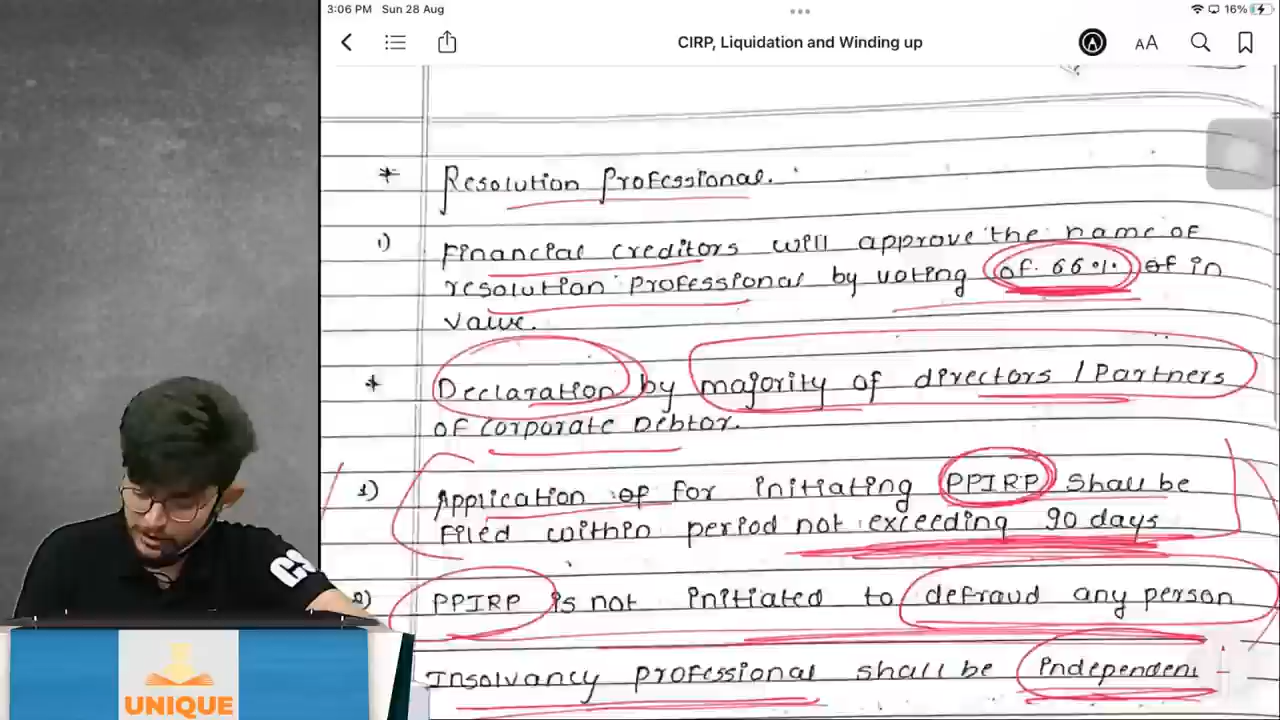 3:06 PM Sun 28 Aug
16%
CIRP, Liquidation and Winding up
AA
* Resolution Professional.
1) Financial creditors will approve the name of
resolution professional by voting of 66% of in
value.
* Declaration by majority of directors / Partners
of corporate Debtor.
1) Application of for initiating PPIRP shall be
filed within period not exceeding 90 days
2) PPIRP is not initiated to defraud any person
Insolvancy professional shall be independent
CS
UNIQUE